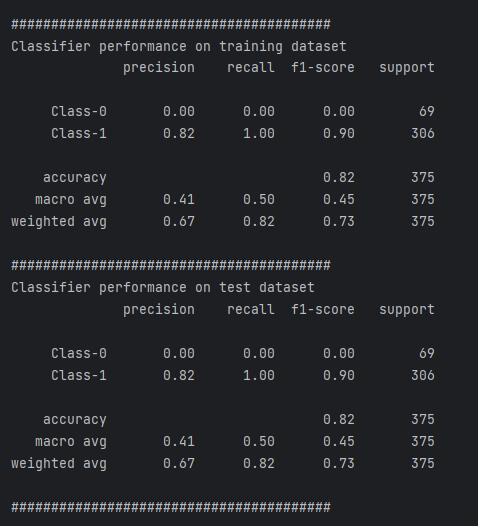 ########################################
Classifier performance on training dataset
precision recall f1-score support
Class-0 0.00 0.00 0.00 69
Class-1 0.82 1.00 0.90 306
accuracy 0.82 375
macro avg 0.41 0.50 0.45 375
weighted avg 0.67 0.82 0.73 375
########################################
Classifier performance on test dataset
precision recall f1-score support
Class-0 0.00 0.00 0.00 69
Class-1 0.82 1.00 0.90 306
accuracy 0.82 375
macro avg 0.41 0.50 0.45 375
weighted avg 0.67 0.82 0.73 375
########################################